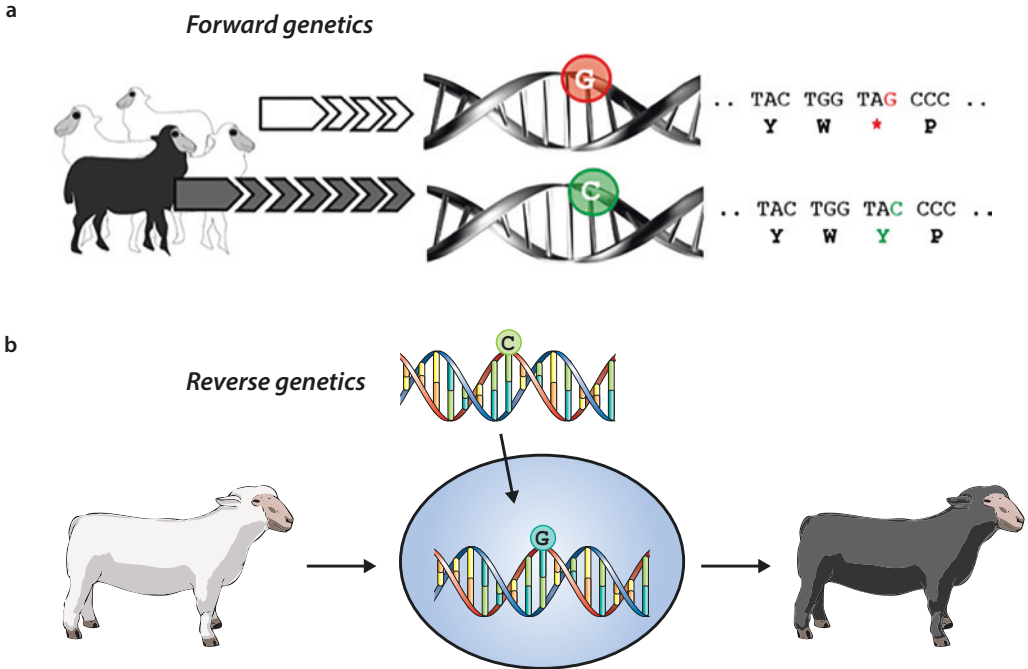 a
Forward genetics
G
.. TAC TGG TAG CCC ..
Y W * P
C
.. TAC TGG TAC CCC ..
Y W Y P
b
C
Reverse genetics
G